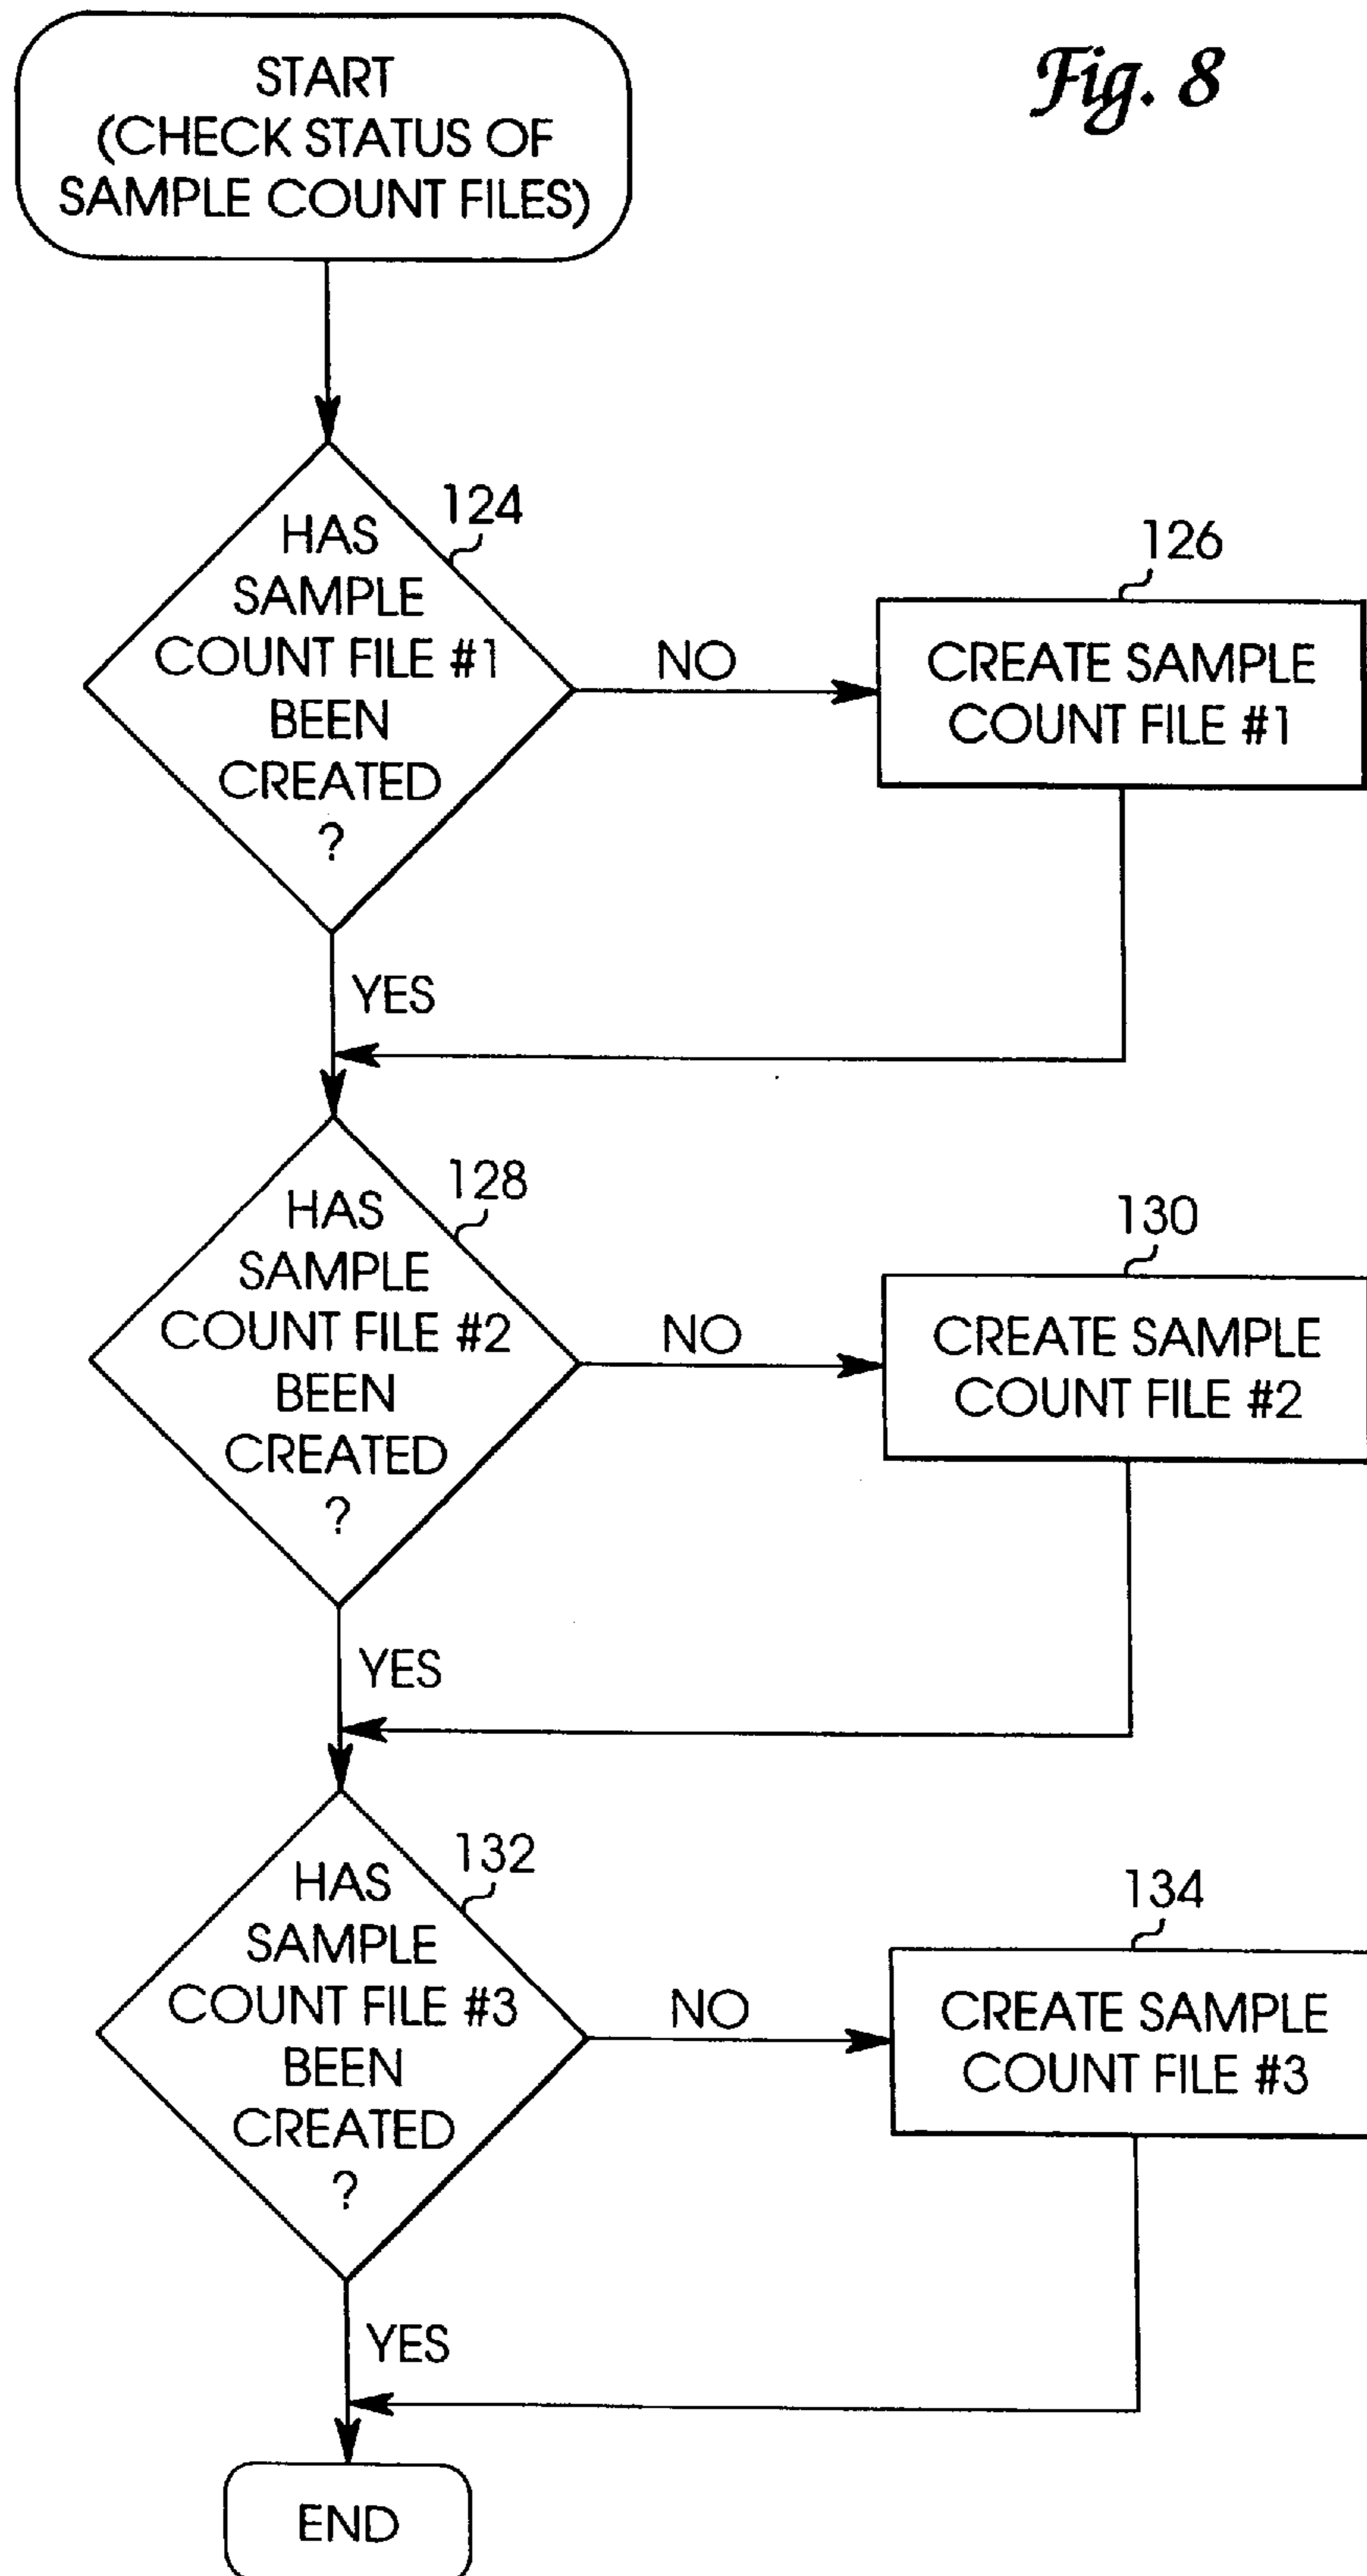 Fig. 8
START
(CHECK STATUS OF
SAMPLE COUNT FILES)
124
HAS
SAMPLE
COUNT FILE #1
BEEN
CREATED
?
NO
126
CREATE SAMPLE
COUNT FILE #1
YES
128
HAS
SAMPLE
COUNT FILE #2
BEEN
CREATED
?
NO
130
CREATE SAMPLE
COUNT FILE #2
YES
132
HAS
SAMPLE
COUNT FILE #3
BEEN
CREATED
?
NO
134
CREATE SAMPLE
COUNT FILE #3
YES
END